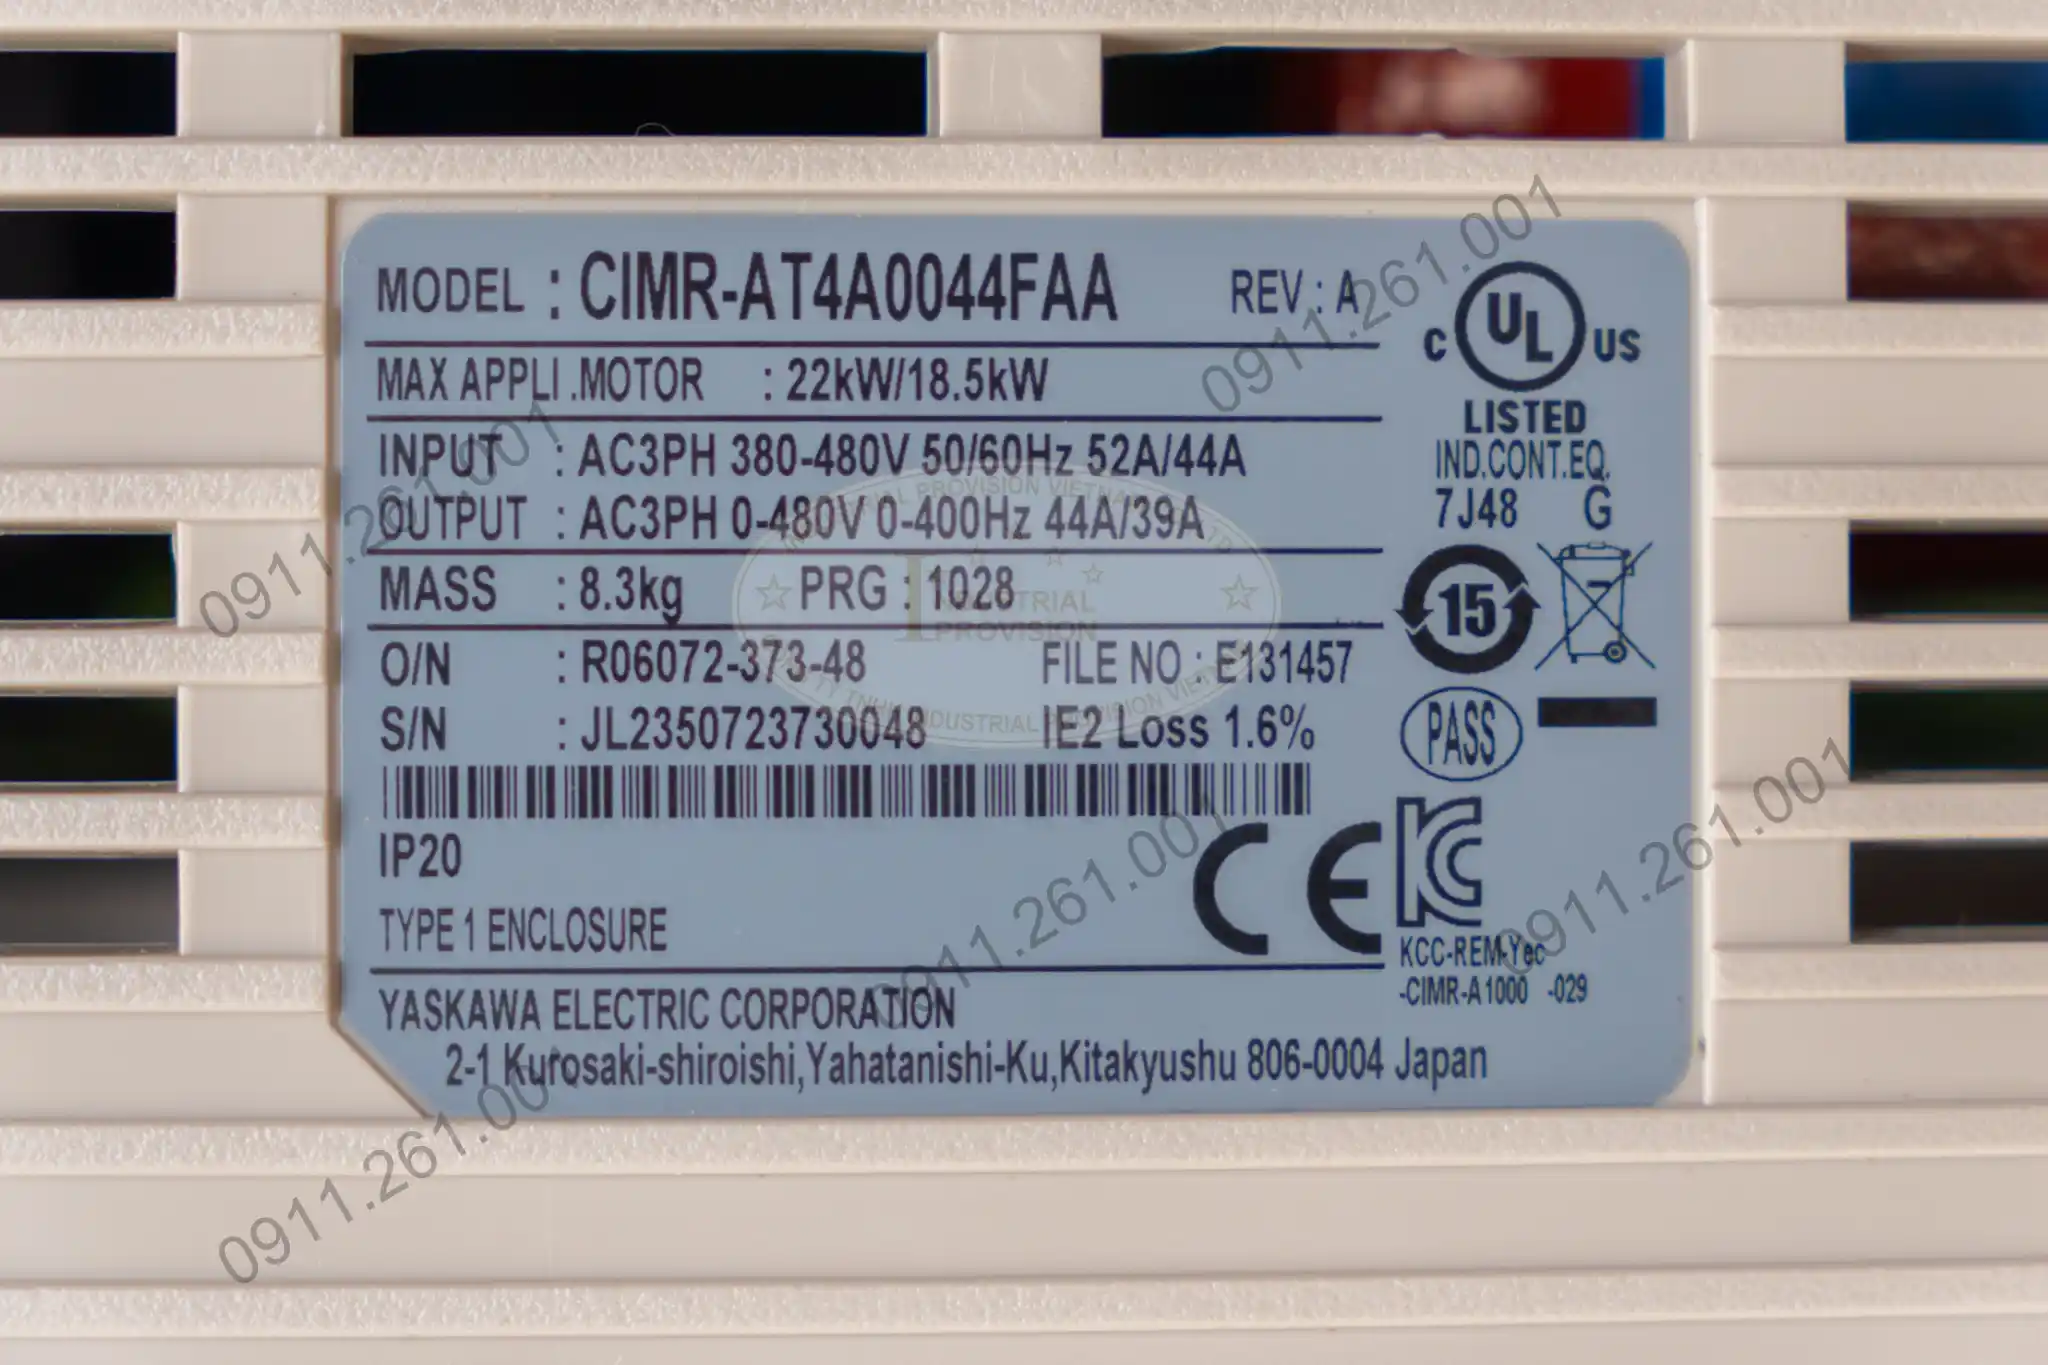 MODEL : CIMR-AT4A0044FAA REV : A
C UL US
LISTED
MAX APPLI .MOTOR : 22kW/18.5kW
INPUT : AC3PH 380-480V 50/60Hz 52A/44A
IND.CONT.EQ.
OUTPUT : AC3PH 0-480V 0-400Hz 44A/39A
7J48 G
MASS : 8.3kg PRG : 1028
15
O/N : R06072-373-48 FILE NO : E131457
S/N : JL2350723730048 IE2 Loss 1.6%
PASS
IP20
CE
TYPE 1 ENCLOSURE
KCC-REM-Yec
-CIMR-A1000 -029
YASKAWA ELECTRIC CORPORATION
2-1 Kurosaki-shiroishi,Yahatanishi-Ku,Kitakyushu 806-0004 Japan
0911.261.001
0911.261.001
0911.261.001
0911.261.001
0911.261.001
INDUSTRIAL
PROVISION